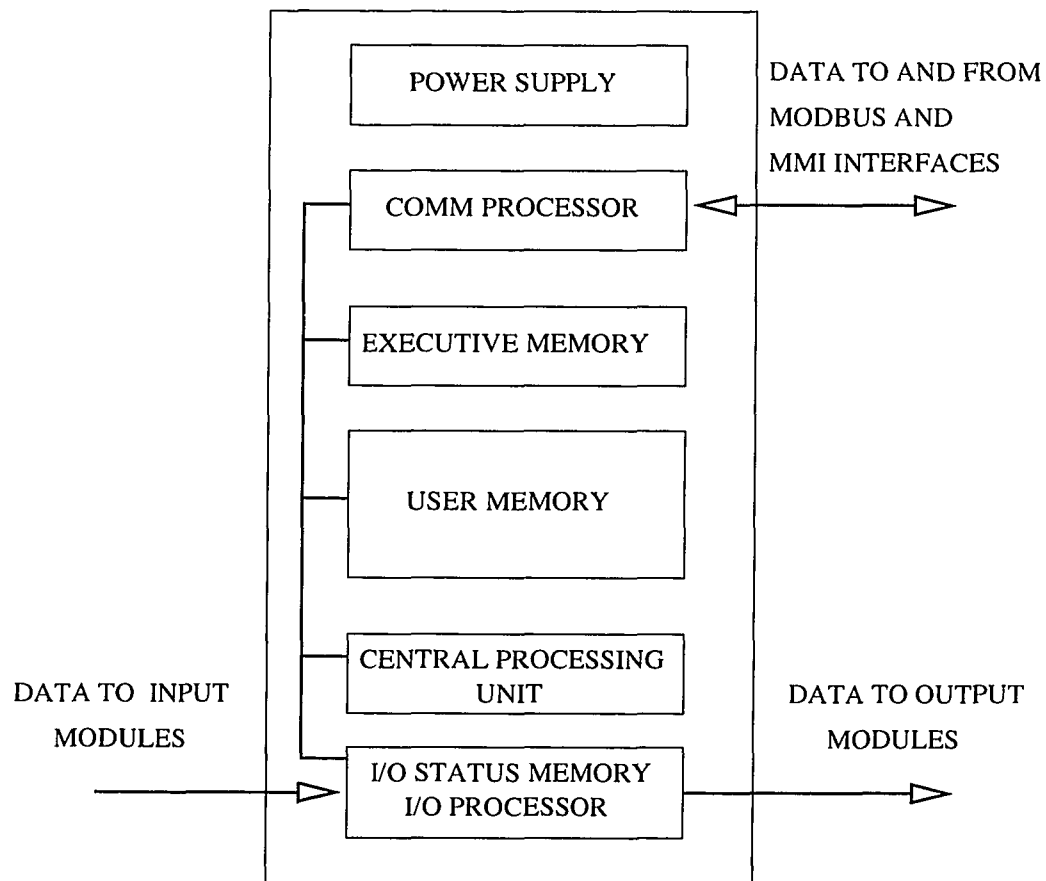 POWER SUPPLY
DATA TO AND FROM
MODBUS AND
MMI INTERFACES
COMM PROCESSOR
EXECUTIVE MEMORY
USER MEMORY
CENTRAL PROCESSING
UNIT
DATA TO INPUT
MODULES
I/O STATUS MEMORY
I/O PROCESSOR
DATA TO OUTPUT
MODULES